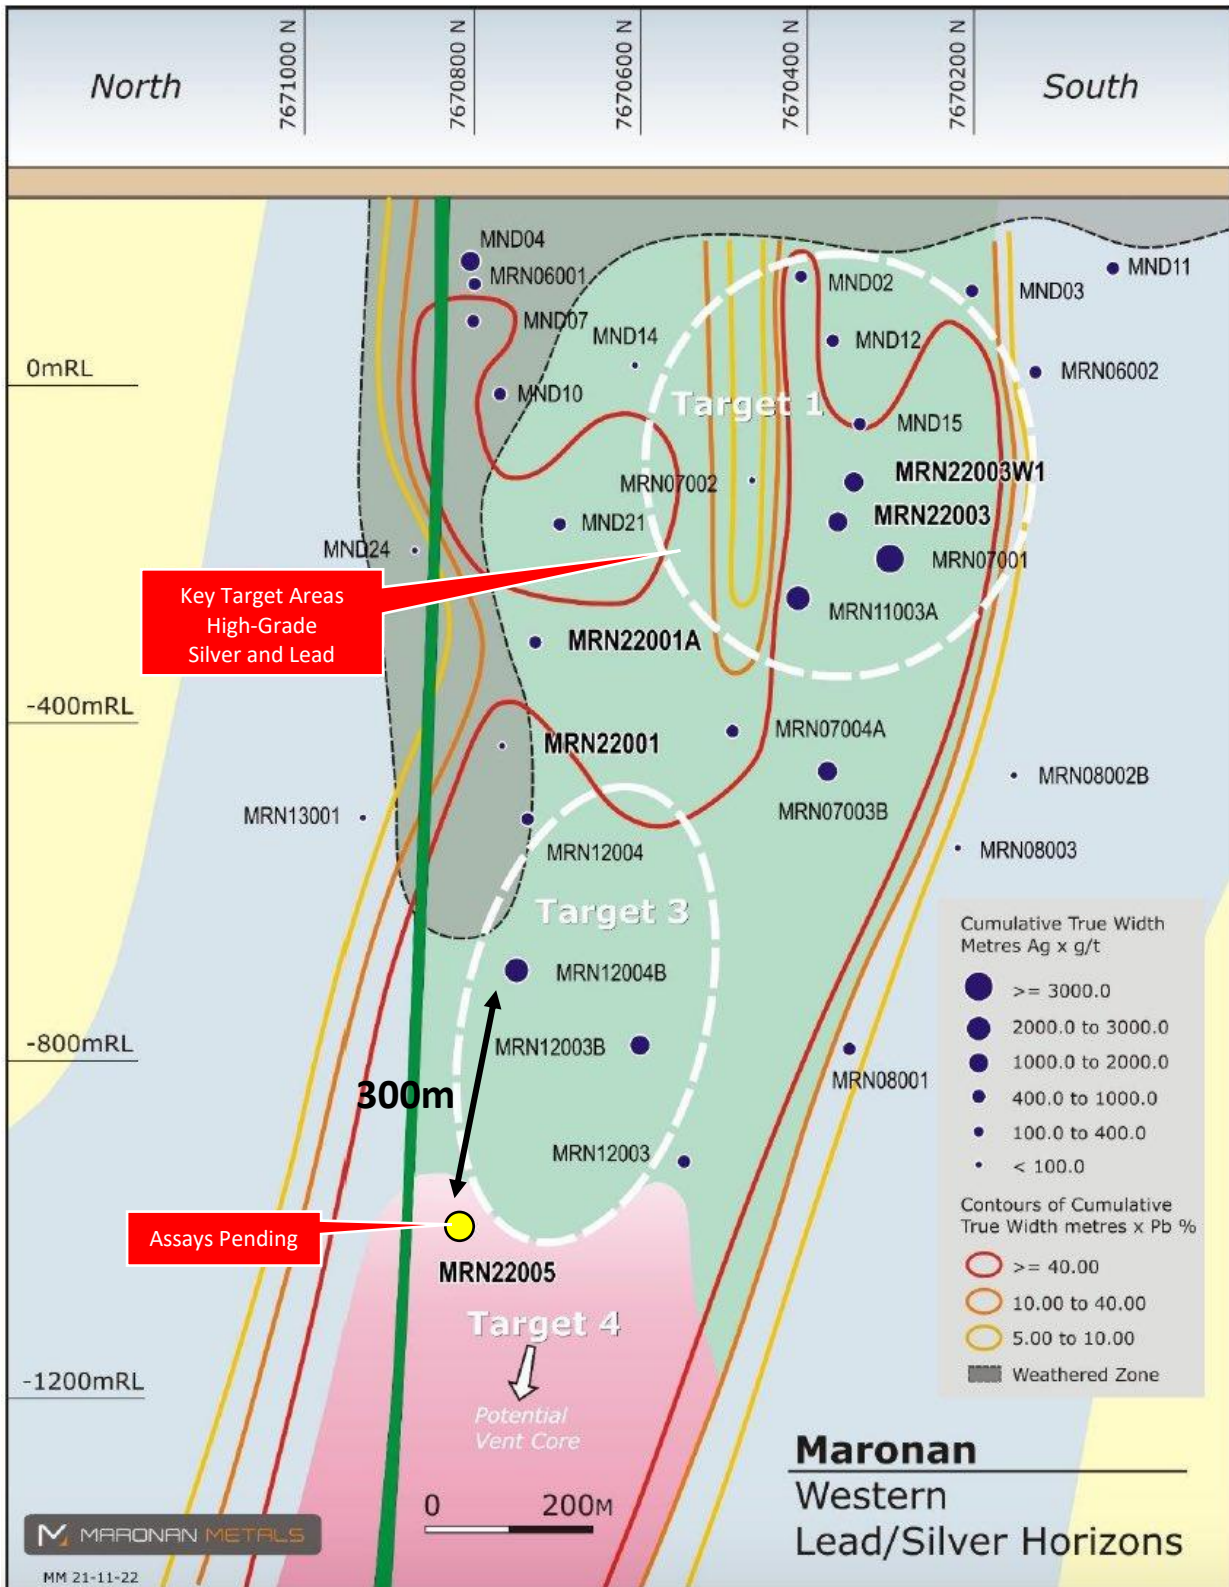 North
7671000 N
7670800 N
7670600 N
7670400 N
7670200 N
South
MND04
MRN06001
MND07
MND14
MND10
MND02
MND03
MND11
MND12
MRN06002
0mRL
Target 1
MND15
MRN07002
MRN22003W1
MRN22003
MND21
MND24
MRN07001
Key Target Areas
High-Grade
Silver and Lead
MRN11003A
MRN22001A
-400mRL
MRN22001
MRN07004A
MRN08002B
MRN13001
MRN07003B
MRN12004
MRN08003
Target 3
MRN12004B
MRN12003B
-800mRL
MRN08001
300m
MRN12003
Assays Pending
MRN22005
Target 4
Potential
Vent Core
-1200mRL
Cumulative True Width
Metres Ag x g/t
>= 3000.0
2000.0 to 3000.0
1000.0 to 2000.0
400.0 to 1000.0
100.0 to 400.0
< 100.0
Contours of Cumulative
True Width metres x Pb %
>= 40.00
10.00 to 40.00
5.00 to 10.00
Weathered Zone
0 200M
Maronan
Western
Lead/Silver Horizons
MARONAN METALS
MM 21-11-22